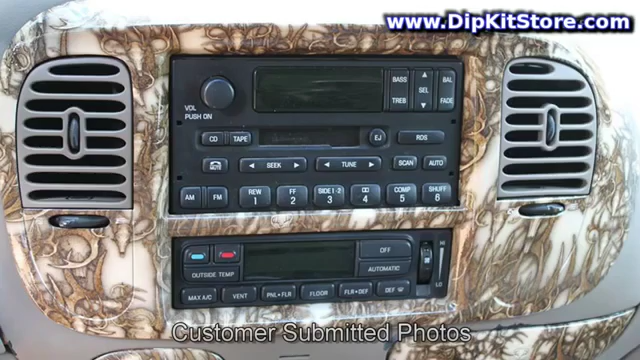 www.DipKitStore.com
VOL
PUSH ON
BASS
TREB
SEL
BAL
FADE
CD
TAPE
EJ
RDS
MUTE
SEEK
TUNE
SCAN
AUTO
AM
FM
REW
1
FF
2
SIDE 1-2
3
4
COMP
5
SHUFF
6
OUTSIDE TEMP
OFF
AUTOMATIC
HI
LO
MAX A/C
VENT
PNL•FLR
FLOOR
FLR•DEF
DEF
Customer Submitted Photos